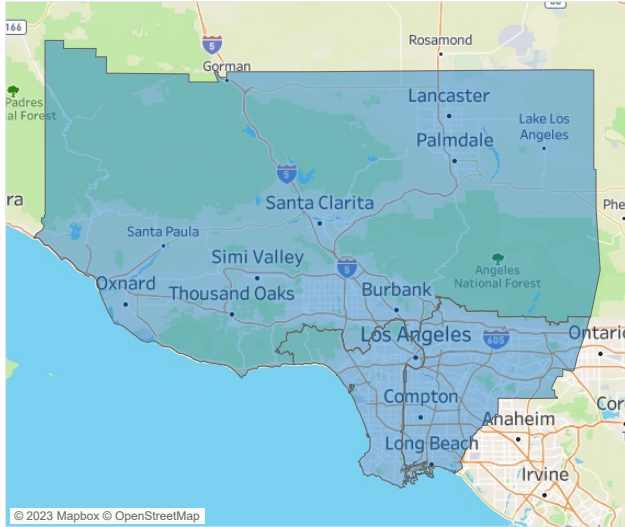 166
5
Gorman
Rosamond
Padres
al Forest
Lancaster
Lake Los
Angeles
Palmdale
5
ra
Santa Clarita
Phe
Santa Paula
Simi Valley
5
Angeles
National Forest
Oxnard
Thousand Oaks
Burbank
Los Angeles
605
Ontario
Compton
Cor
Anaheim
Long Beach
Irvine
© 2023 Mapbox © OpenStreetMap